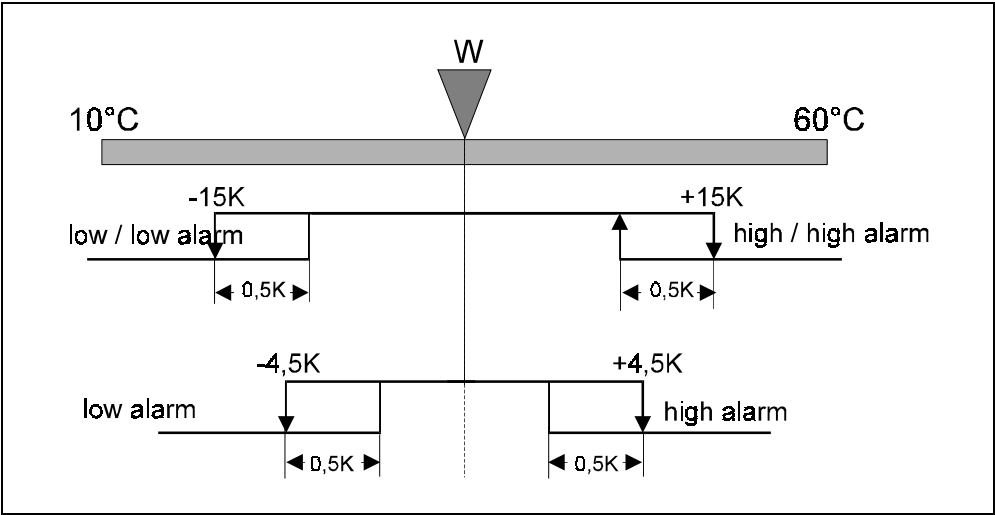 W
10°C
60°C
-15K
+15K
low / low alarm
high / high alarm
0,5K
0,5K
-4,5K
+4,5K
low alarm
high alarm
0,5K
0,5K